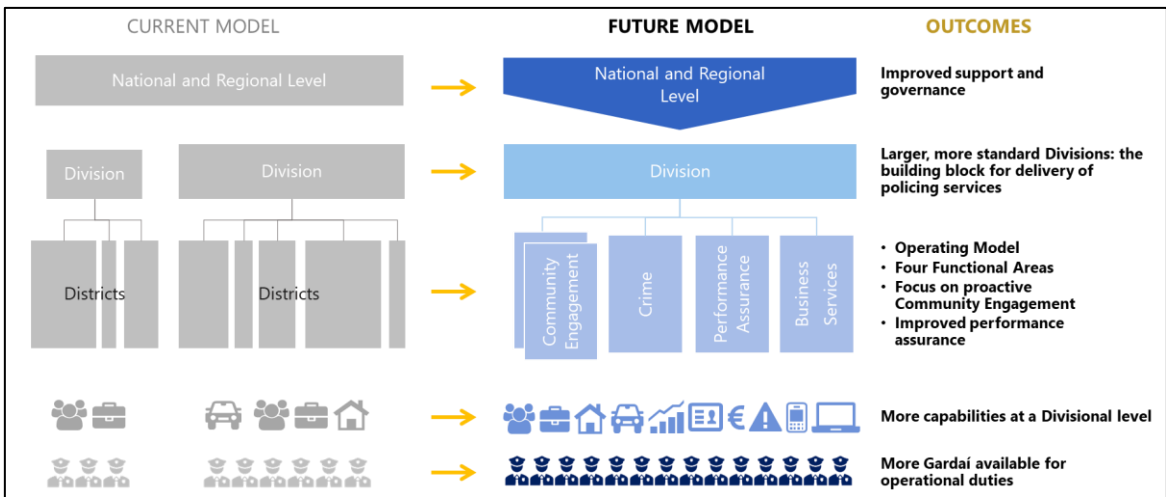 CURRENT MODEL
FUTURE MODEL
OUTCOMES
National and Regional Level
National and Regional
Level
Improved support and
governance
Division
Division
Division
Larger, more standard Divisions: the
building block for delivery of
policing services
Districts
Districts
Community
Engagement
Crime
Performance
Assurance
Business
Services
• Operating Model
• Four Functional Areas
• Focus on proactive
Community Engagement
• Improved performance
assurance
€
More capabilities at a Divisional level
More Gardaí available for
operational duties